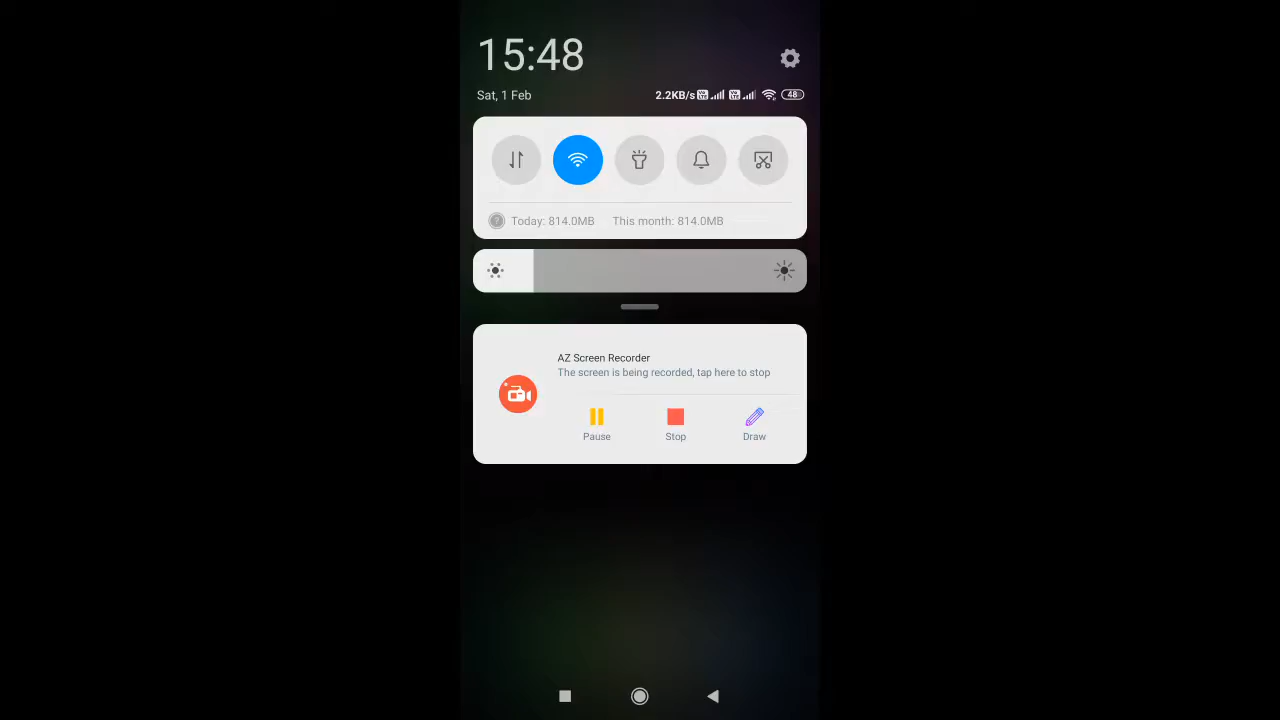 15:48
Sat, 1 Feb
2.2KB/s
48
Today: 814.0MB This month: 814.0MB
AZ Screen Recorder
The screen is being recorded, tap here to stop
Pause Stop Draw